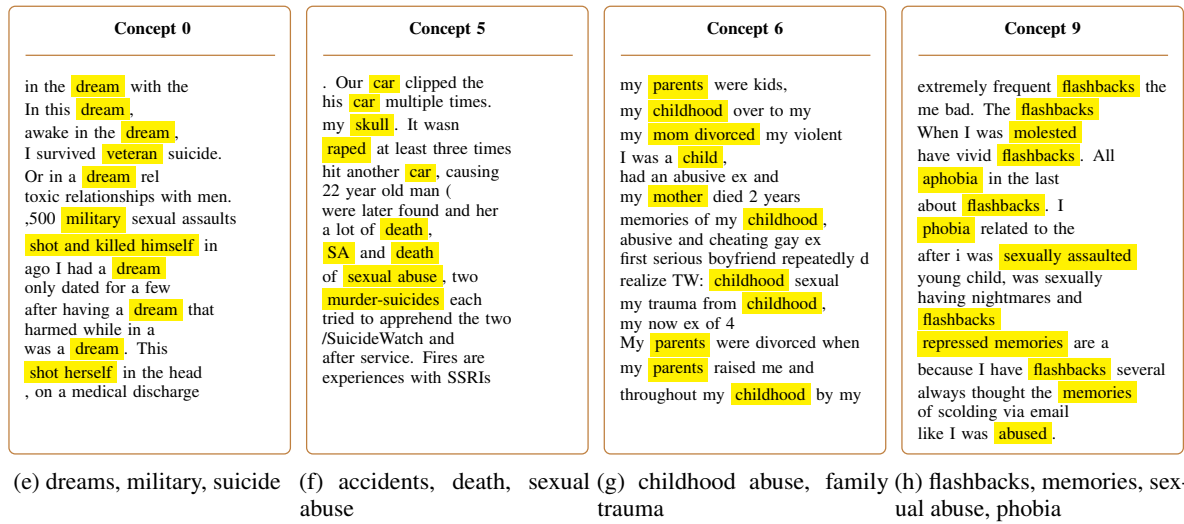 Concept 0
in the dream with the
In this dream ,
awake in the dream ,
I survived veteran suicide.
Or in a dream rel
toxic relationships with men.
,500 military sexual assaults
shot and killed himself in
ago I had a dream
only dated for a few
after having a dream that
harmed while in a
was a dream . This
shot herself in the head
, on a medical discharge
(e) dreams, military, suicide
Concept 5
. Our car clipped the
his car multiple times.
my skull . It wasn
raped at least three times
hit another car , causing
22 year old man (
were later found and her
a lot of death ,
SA and death
of sexual abuse , two
murder-suicides each
tried to apprehend the two
/SuicideWatch and
after service. Fires are
experiences with SSRIs
(f) accidents, death, sexual
abuse
Concept 6
my parents were kids,
my childhood over to my
my mom divorced my violent
I was a child ,
had an abusive ex and
my mother died 2 years
memories of my childhood ,
abusive and cheating gay ex
first serious boyfriend repeatedly d
realize TW: childhood sexual
my trauma from childhood ,
my now ex of 4
My parents were divorced when
my parents raised me and
throughout my childhood by my
(g) childhood abuse, family
trauma
Concept 9
extremely frequent flashbacks the
me bad. The flashbacks
When I was molested
have vivid flashbacks . All
aphobia in the last
about flashbacks . I
phobia related to the
after i was sexually assaulted
young child, was sexually
having nightmares and
flashbacks
repressed memories are a
because I have flashbacks several
always thought the memories
of scolding via email
like I was abused .
(h) flashbacks, memories, sex-
ual abuse, phobia